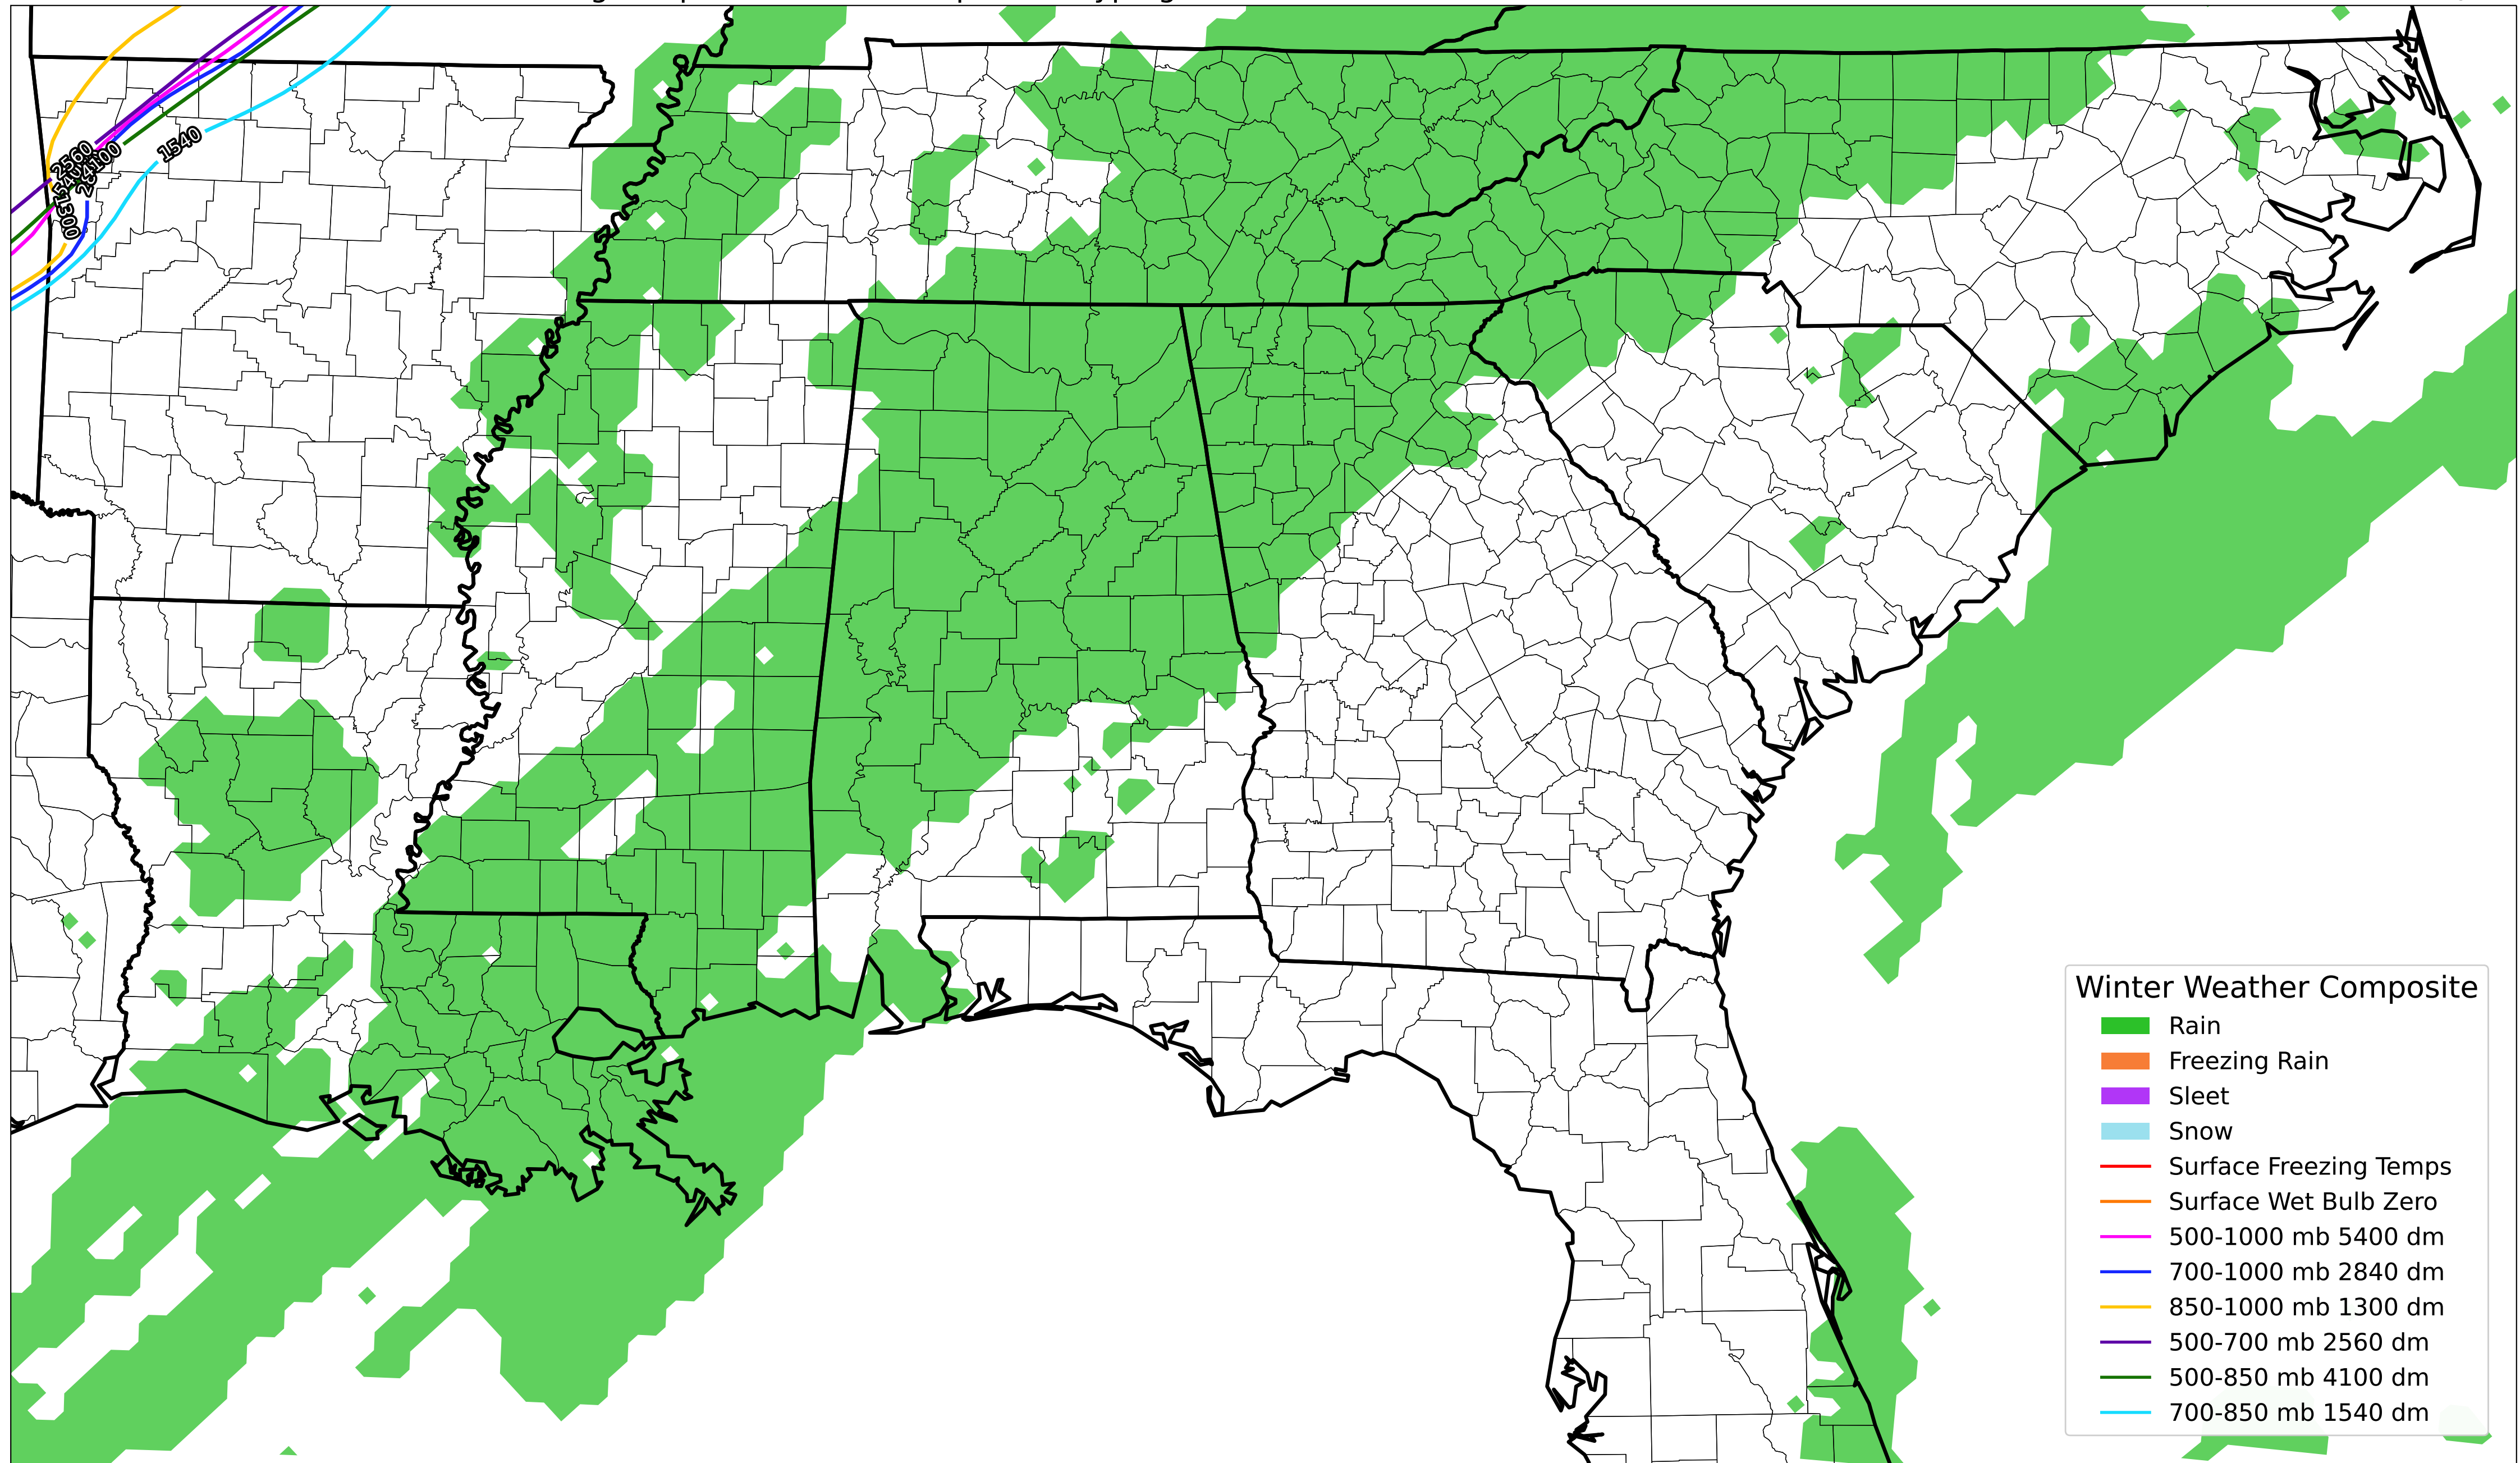 1540
2560
4100
1300
Winter Weather Composite
Rain
Freezing Rain
Sleet
Snow
Surface Freezing Temps
Surface Wet Bulb Zero
500-1000 mb 5400 dm
700-1000 mb 2840 dm
850-1000 mb 1300 dm
500-700 mb 2560 dm
500-850 mb 4100 dm
700-850 mb 1540 dm